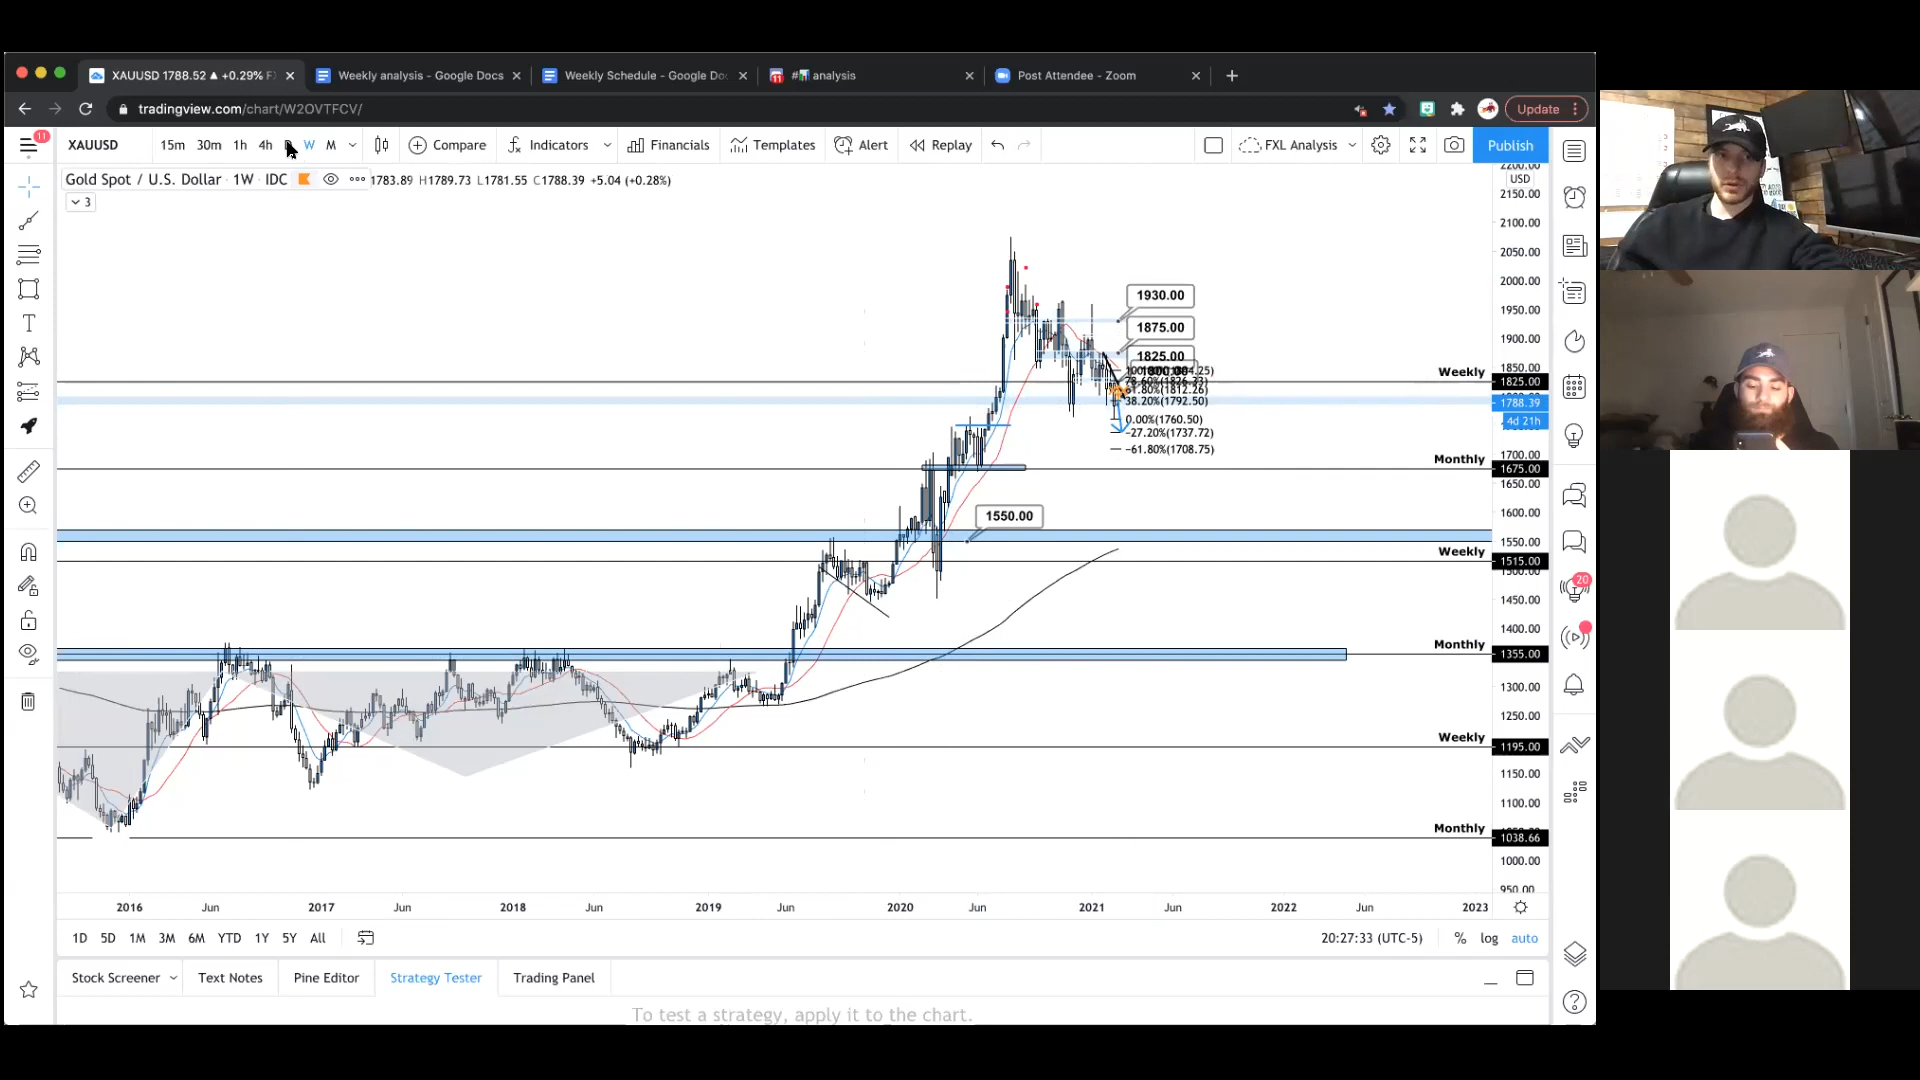 XAUUSD 1788.52 ▲ +0.29% F
Weekly analysis - Google Docs
Weekly Schedule - Google Do
analysis
Post Attendee - Zoom
tradingview.com/chart/W2OVTFCV/
Update
11
XAUUSD
15m 30m 1h 4h W M
Compare
Indicators
Financials
Templates
Alert
Replay
FXL Analysis
Publish
Gold Spot / U.S. Dollar · 1W · IDC
1783.89 H1789.73 L1781.55 C1788.39 +5.04 (+0.28%)
3
USD
2150.00
2100.00
2050.00
2000.00
1950.00
1900.00
1850.00
1930.00
1875.00
1825.00
38.20%(1792.50)
0.00%(1760.50)
-27.20%(1737.72)
-61.80%(1708.75)
Weekly 1825.00
1788.39
4d 21h
1700.00
Monthly 1675.00
1650.00
1600.00
1550.00
1550.00
Weekly 1515.00
1500.00
1450.00
1400.00
Monthly 1355.00
1300.00
1250.00
Weekly 1195.00
1150.00
1100.00
Monthly 1038.66
1000.00
950.00
20
2016 Jun 2017 Jun 2018 Jun 2019 Jun 2020 Jun 2021 Jun 2022 Jun 2023
1D 5D 1M 3M 6M YTD 1Y 5Y All
20:27:33 (UTC-5) % log auto
Stock Screener Text Notes Pine Editor Strategy Tester Trading Panel
To test a strategy, apply it to the chart.